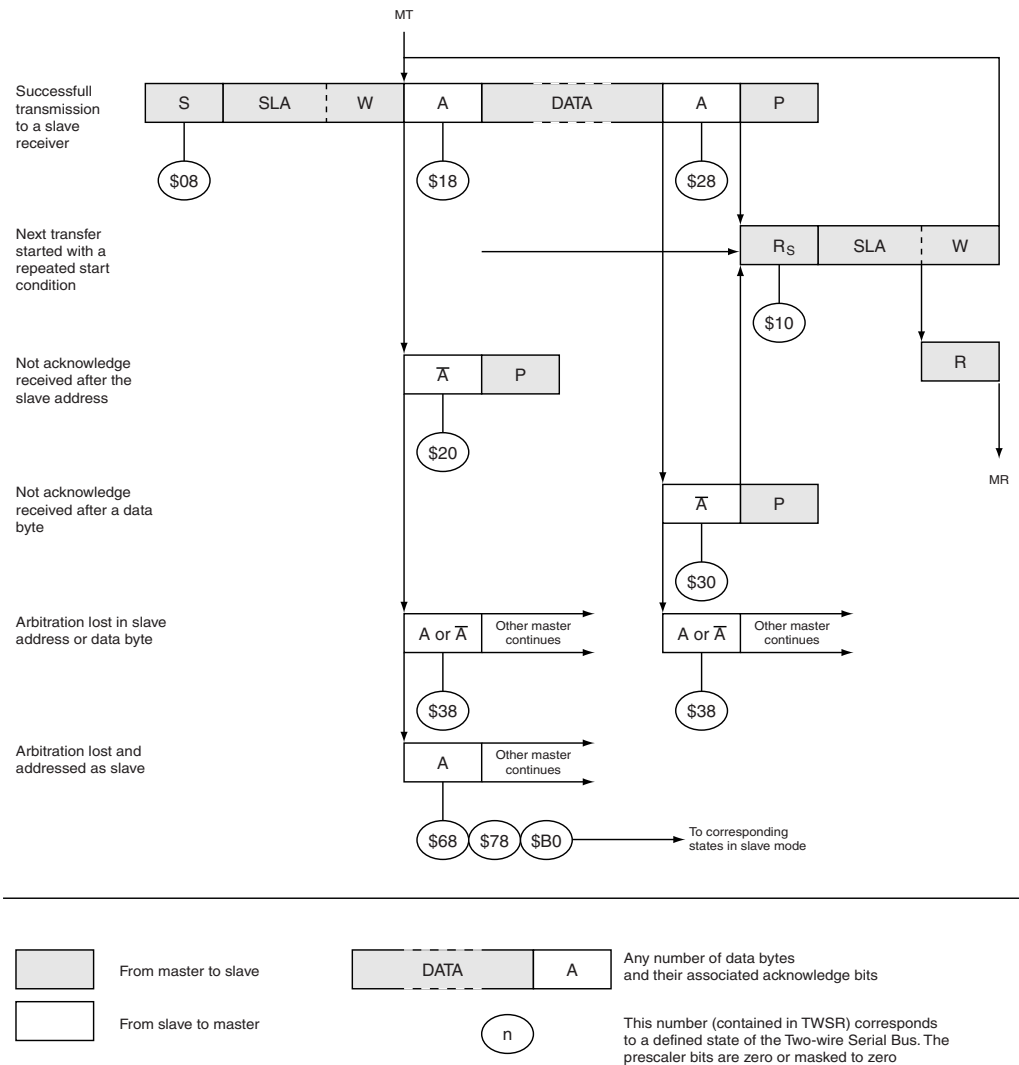 MT
Successfull
transmission
to a slave
receiver
S SLA W A DATA A P
$08 $18 $28
Next transfer
started with a
repeated start
condition
RS SLA W
$10
Not acknowledge
received after the
slave address
A̅ P
R
$20
MR
Not acknowledge
received after a data
byte
A̅ P
$30
Arbitration lost in slave
address or data byte
A or A̅ Other master
continues
A or A̅ Other master
continues
$38 $38
Arbitration lost and
addressed as slave
A Other master
continues
$68 $78 $B0
To corresponding
states in slave mode
From master to slave
DATA A
Any number of data bytes
and their associated acknowledge bits
From slave to master
n
This number (contained in TWSR) corresponds
to a defined state of the Two-wire Serial Bus. The
prescaler bits are zero or masked to zero